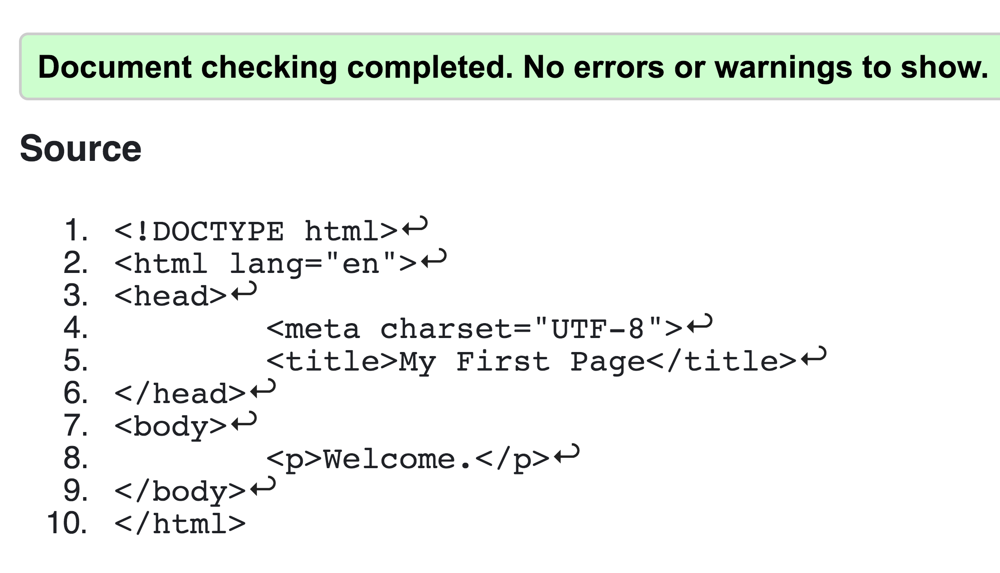 Document checking completed. No errors or warnings to show.
Source
1. <!DOCTYPE html>↩
2. <html lang="en">↩
3. <head>↩
4.         <meta charset="UTF-8">↩
5.         <title>My First Page</title>↩
6. </head>↩
7. <body>↩
8.         <p>Welcome.</p>↩
9. </body>↩
10. </html>